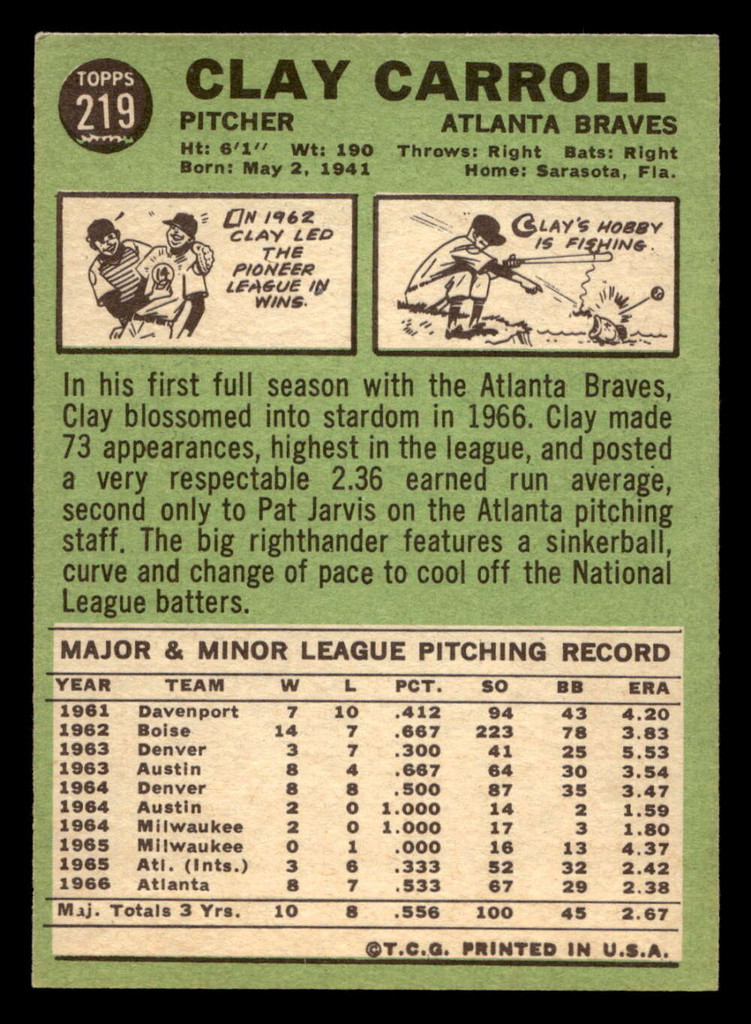 TOPPS
219
CLAY CARROLL
PITCHER ATLANTA BRAVES
Ht: 6'1" Wt: 190 Throws: Right Bats: Right
Born: May 2, 1941 Home: Sarasota, Fla.
IN 1962
CLAY LED
THE
PIONEER
LEAGUE IN
WINS.
CLAY'S HOBBY
IS FISHING.
In his first full season with the Atlanta Braves,
Clay blossomed into stardom in 1966. Clay made
73 appearances, highest in the league, and posted
a very respectable 2.36 earned run average,
second only to Pat Jarvis on the Atlanta pitching
staff. The big righthander features a sinkerball,
curve and change of pace to cool off the National
League batters.
MAJOR & MINOR LEAGUE PITCHING RECORD
YEAR TEAM W L PCT. SO BB ERA
1961 Davenport 7 10 .412 94 43 4.20
1962 Boise 14 7 .667 223 78 3.83
1963 Denver 3 7 .300 41 25 5.53
1963 Austin 8 4 .667 64 30 3.54
1964 Denver 8 8 .500 87 35 3.47
1964 Austin 2 0 1.000 14 2 1.59
1964 Milwaukee 2 0 1.000 17 3 1.80
1965 Milwaukee 0 1 .000 16 13 4.37
1965 Atl. (Ints.) 3 6 .333 52 32 2.42
1966 Atlanta 8 7 .533 67 29 2.38
Maj. Totals 3 Yrs. 10 8 .556 100 45 2.67
©T.C.G. PRINTED IN U.S.A.